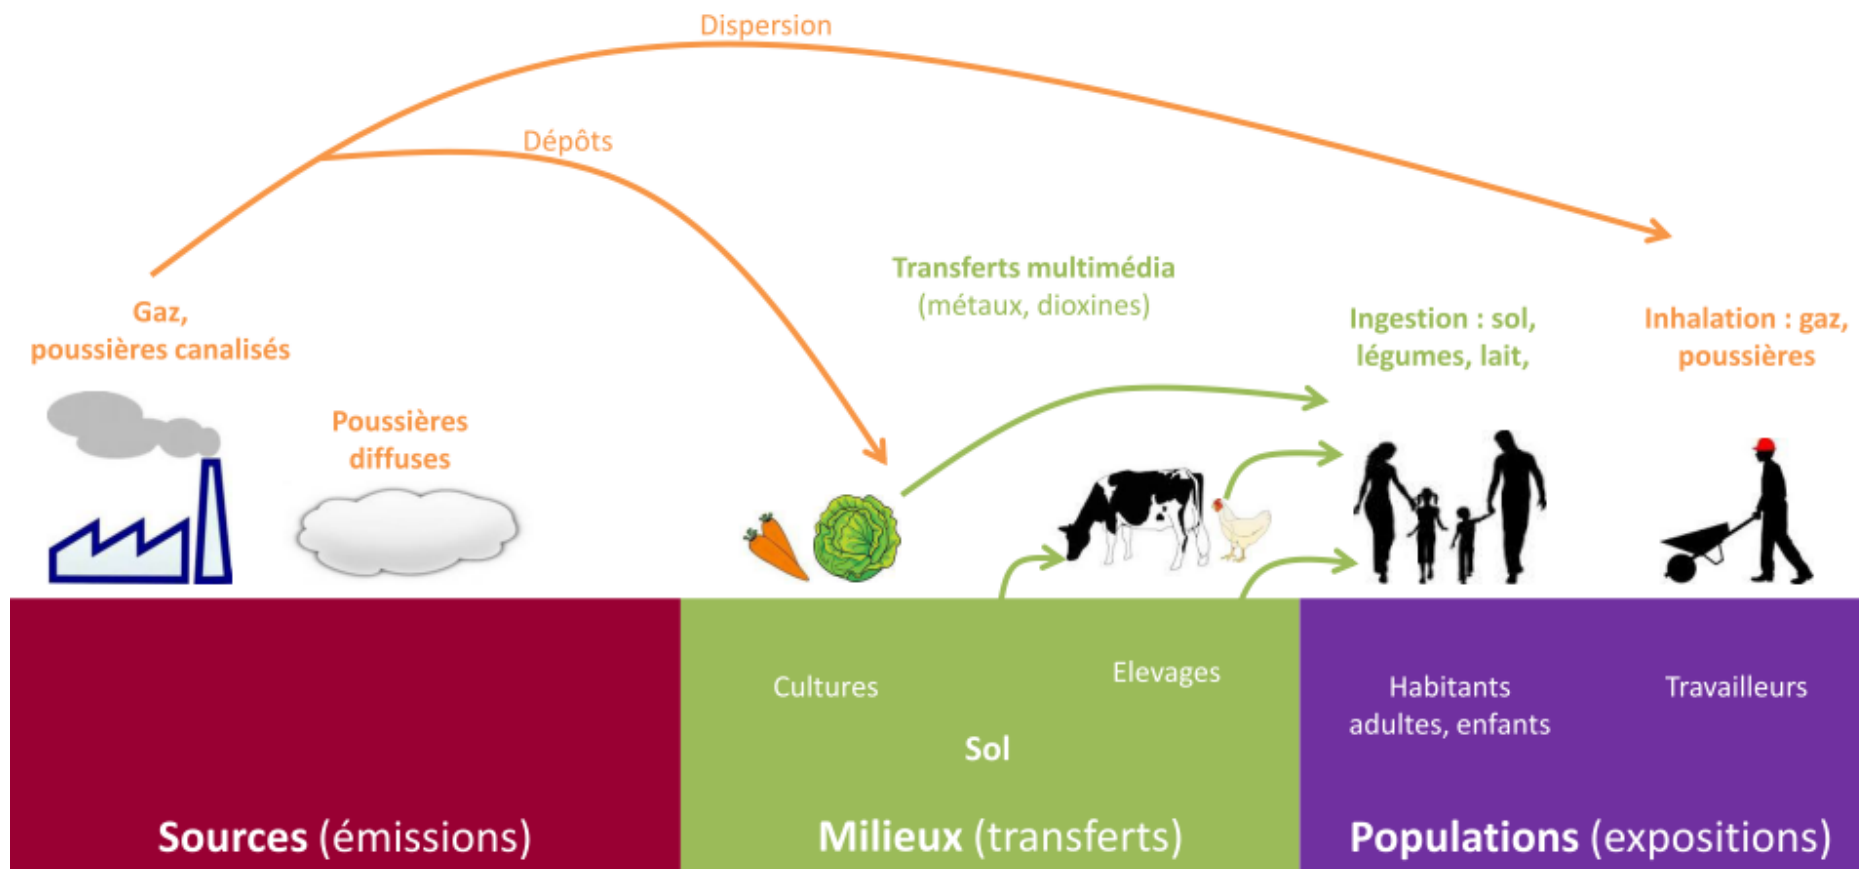 Dispersion
Dépôts
Transferts multimédia
(métaux, dioxines)
Gaz,
poussières canalisés
Ingestion : sol,
légumes, lait,
Inhalation : gaz,
poussières
Poussières
diffuses
Cultures
Elevages
Sol
Habitants
adultes, enfants
Travailleurs
Sources (émissions)
Milieux (transferts)
Populations (expositions)